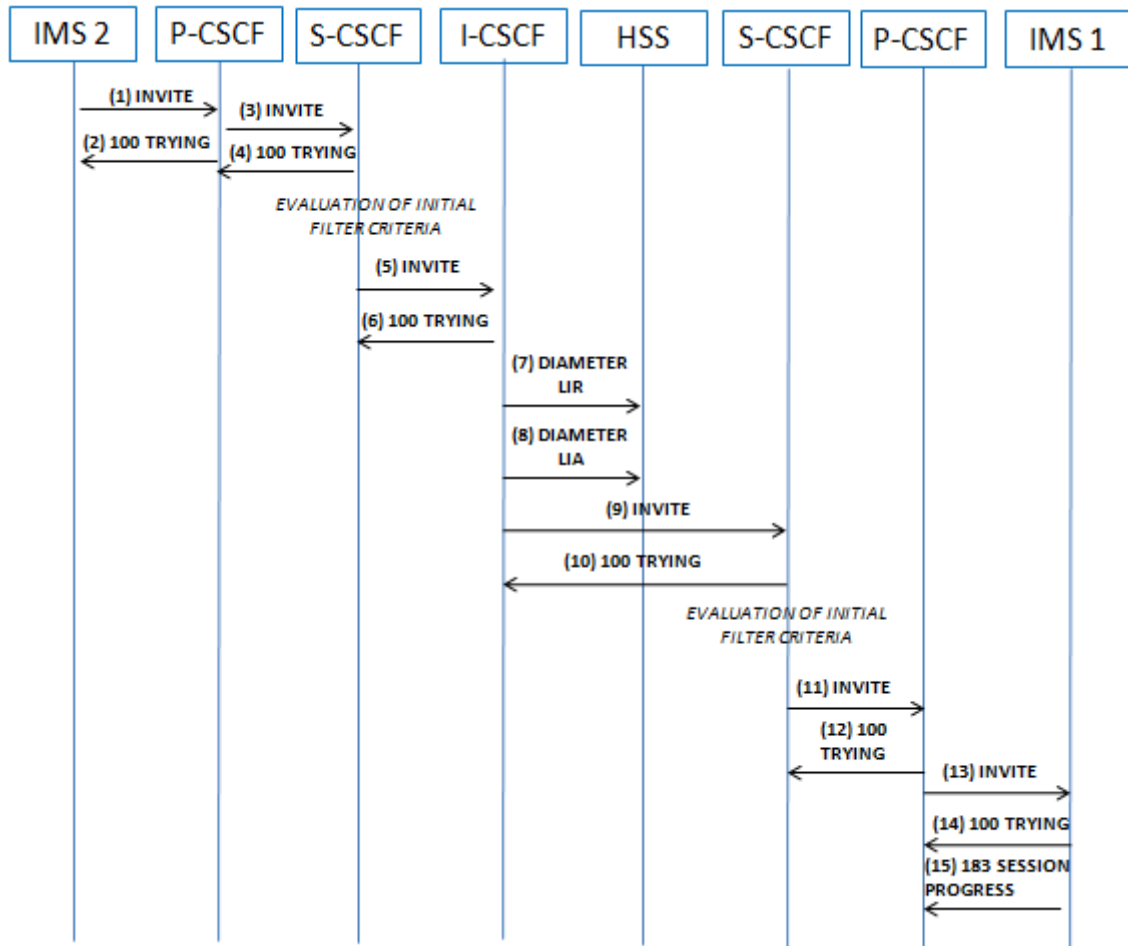 IMS 2
P-CSCF
S-CSCF
I-CSCF
HSS
S-CSCF
P-CSCF
IMS 1
(1) INVITE
(3) INVITE
(2) 100 TRYING
(4) 100 TRYING
EVALUATION OF INITIAL
FILTER CRITERIA
(5) INVITE
(6) 100 TRYING
(7) DIAMETER
LIR
(8) DIAMETER
LIA
(9) INVITE
(10) 100 TRYING
EVALUATION OF INITIAL
FILTER CRITERIA
(11) INVITE
(12) 100
TRYING
(13) INVITE
(14) 100 TRYING
(15) 183 SESSION
PROGRESS